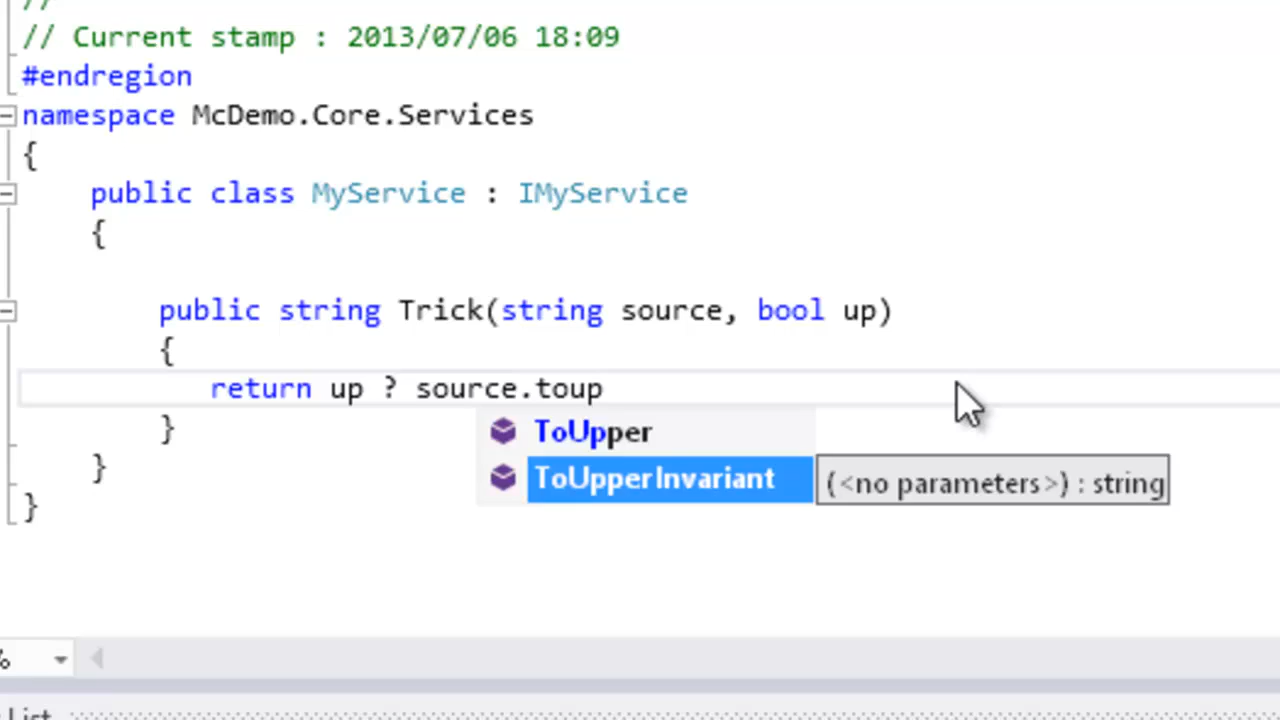 //
// Current stamp : 2013/07/06 18:09
#endregion
namespace McDemo.Core.Services
{
public class MyService : IMyService
{
public string Trick(string source, bool up)
{
return up ? source.toup
}
ToUpper
ToUpperInvariant (<no parameters>) : string
}
}
%
List